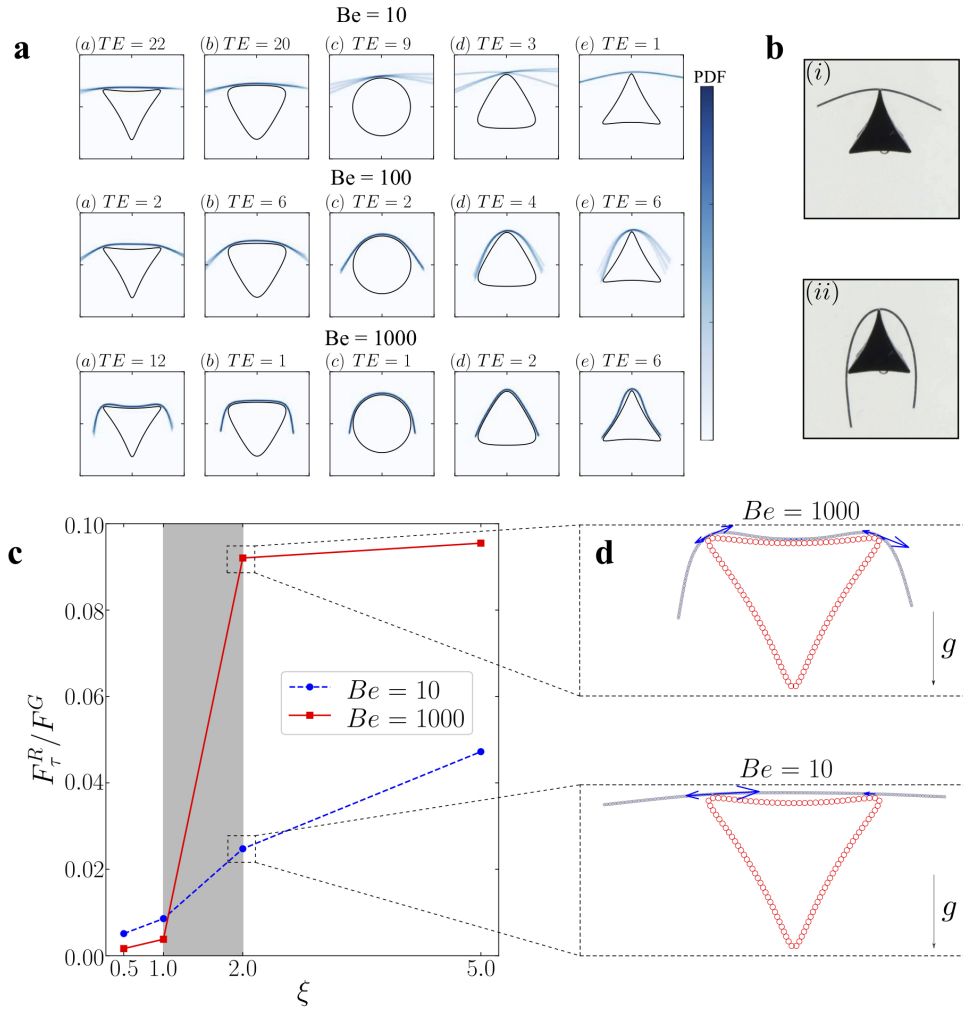 a
Be = 10
(a) TE = 22
(b) TE = 20
(c) TE = 9
(d) TE = 3
(e) TE = 1
Be = 100
(a) TE = 2
(b) TE = 6
(c) TE = 2
(d) TE = 4
(e) TE = 6
Be = 1000
(a) TE = 12
(b) TE = 1
(c) TE = 1
(d) TE = 2
(e) TE = 6
PDF
b
(i)
(ii)
c
0.10
0.08
0.06
0.04
0.02
0.00
F_τ^R/F^G
0.5 1.0 2.0 5.0
ξ
Be = 10
Be = 1000
d
Be = 1000
g
Be = 10
g